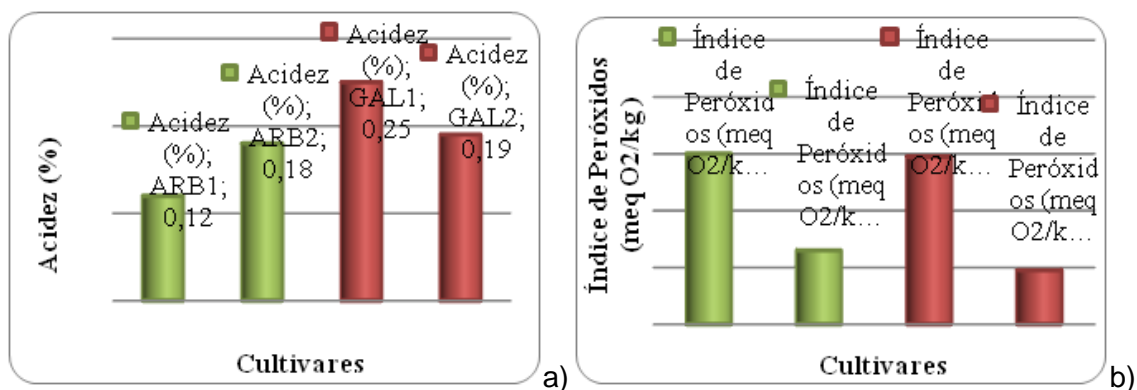 Acidez (%)
Acidez
(%);
ARB1;
0,12
Acidez
(%);
ARB2;
0,18
Acidez
(%);
GAL1;
0,25
Acidez
(%);
GAL2;
0,19
Cultivares
a)
Índice de Peróxidos
(meq O2/kg)
Índice
de
Peróxid
os (meq
O2/k…
Índice
de
Peróxid
os (meq
O2/k…
Índice
de
Peróxid
os (meq
O2/k…
Índice
de
Peróxid
os (meq
O2/k…
Cultivares
b)